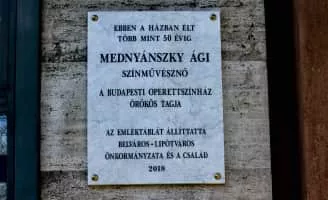 EBBEN A HÁZBAN ÉLT
TÖBB MINT 50 ÉVIG
MEDNYÁNSZKY ÁGI
SZÍNMŰVÉSZNŐ
A BUDAPESTI OPERETTSZÍNHÁZ
ÖRÖKÖS TAGJA
AZ EMLÉKTÁBLÁT ÁLLÍTTATTA
BELVÁROS-LIPÓTVÁROS
ÖNKORMÁNYZATA ÉS A CSALÁD
2018